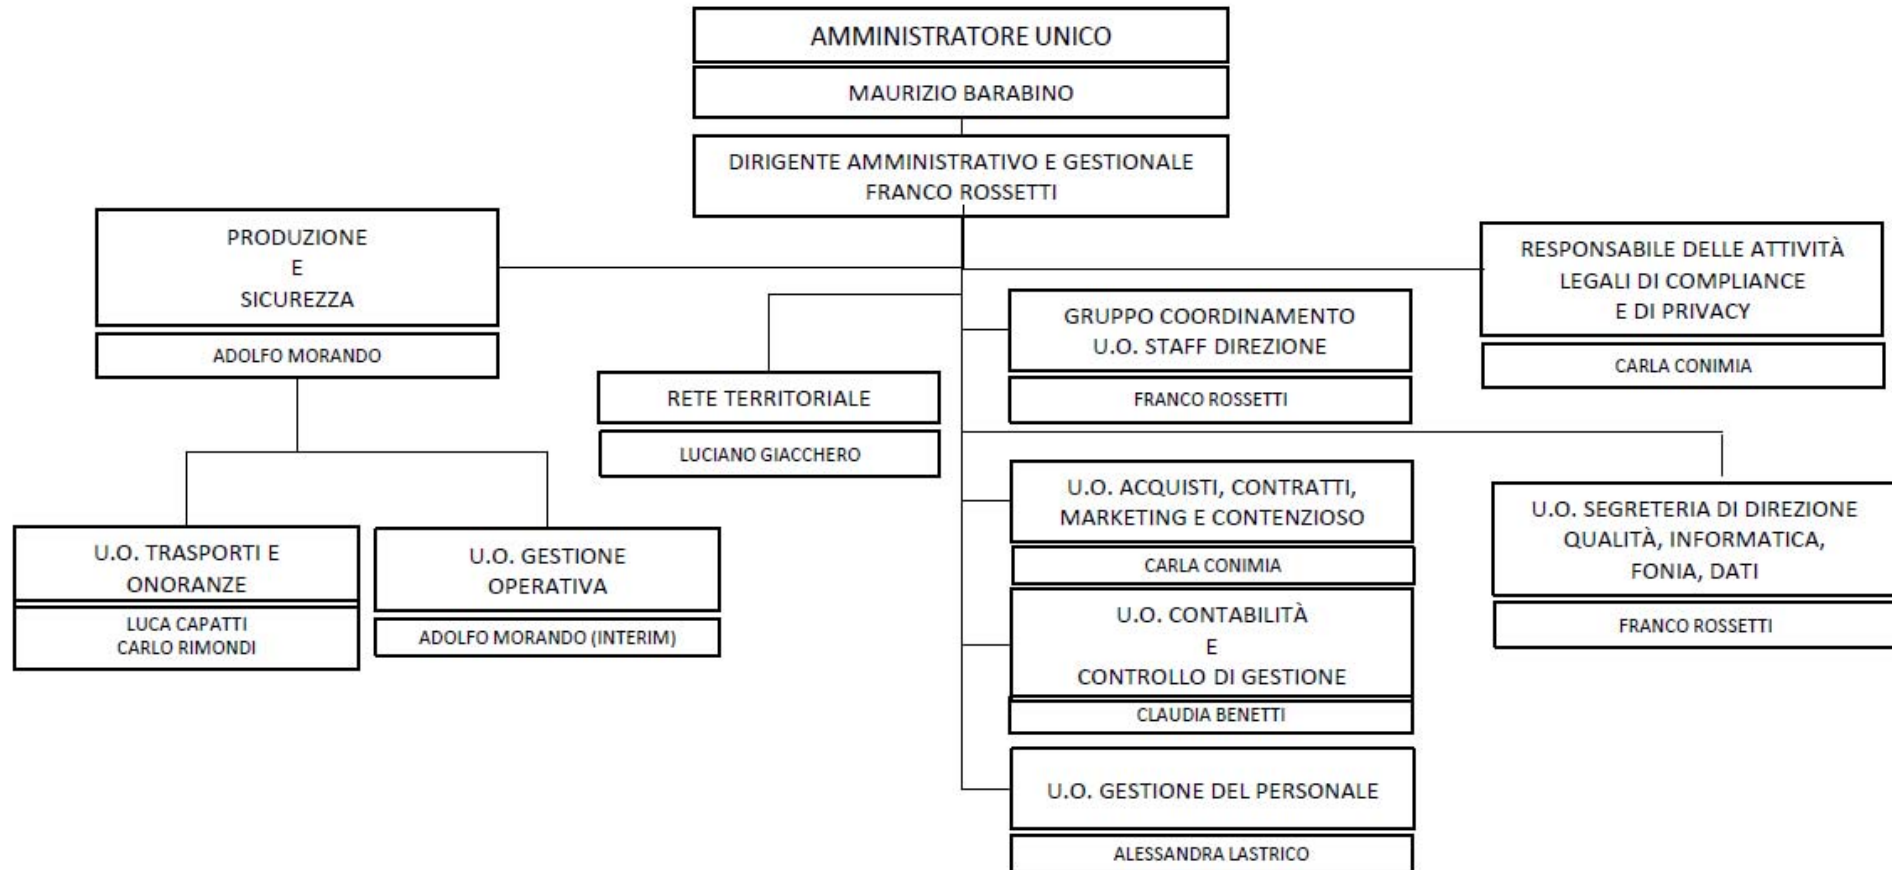 AMMINISTRATORE UNICO
MAURIZIO BARABINO
DIRIGENTE AMMINISTRATIVO E GESTIONALE
FRANCO ROSSETTI
PRODUZIONE
E
SICUREZZA
ADOLFO MORANDO
RESPONSABILE DELLE ATTIVITÀ
LEGALI DI COMPLIANCE
E DI PRIVACY
CARLA CONIMIA
GRUPPO COORDINAMENTO
U.O. STAFF DIREZIONE
FRANCO ROSSETTI
RETE TERRITORIALE
LUCIANO GIACCHERO
U.O. ACQUISTI, CONTRATTI,
MARKETING E CONTENZIOSO
CARLA CONIMIA
U.O. SEGRETERIA DI DIREZIONE
QUALITÀ, INFORMATICA,
FONIA, DATI
FRANCO ROSSETTI
U.O. TRASPORTI E
ONORANZE
LUCA CAPATTI
CARLO RIMONDI
U.O. GESTIONE
OPERATIVA
ADOLFO MORANDO (INTERIM)
U.O. CONTABILITÀ
E
CONTROLLO DI GESTIONE
CLAUDIA BENETTI
U.O. GESTIONE DEL PERSONALE
ALESSANDRA LASTRICO